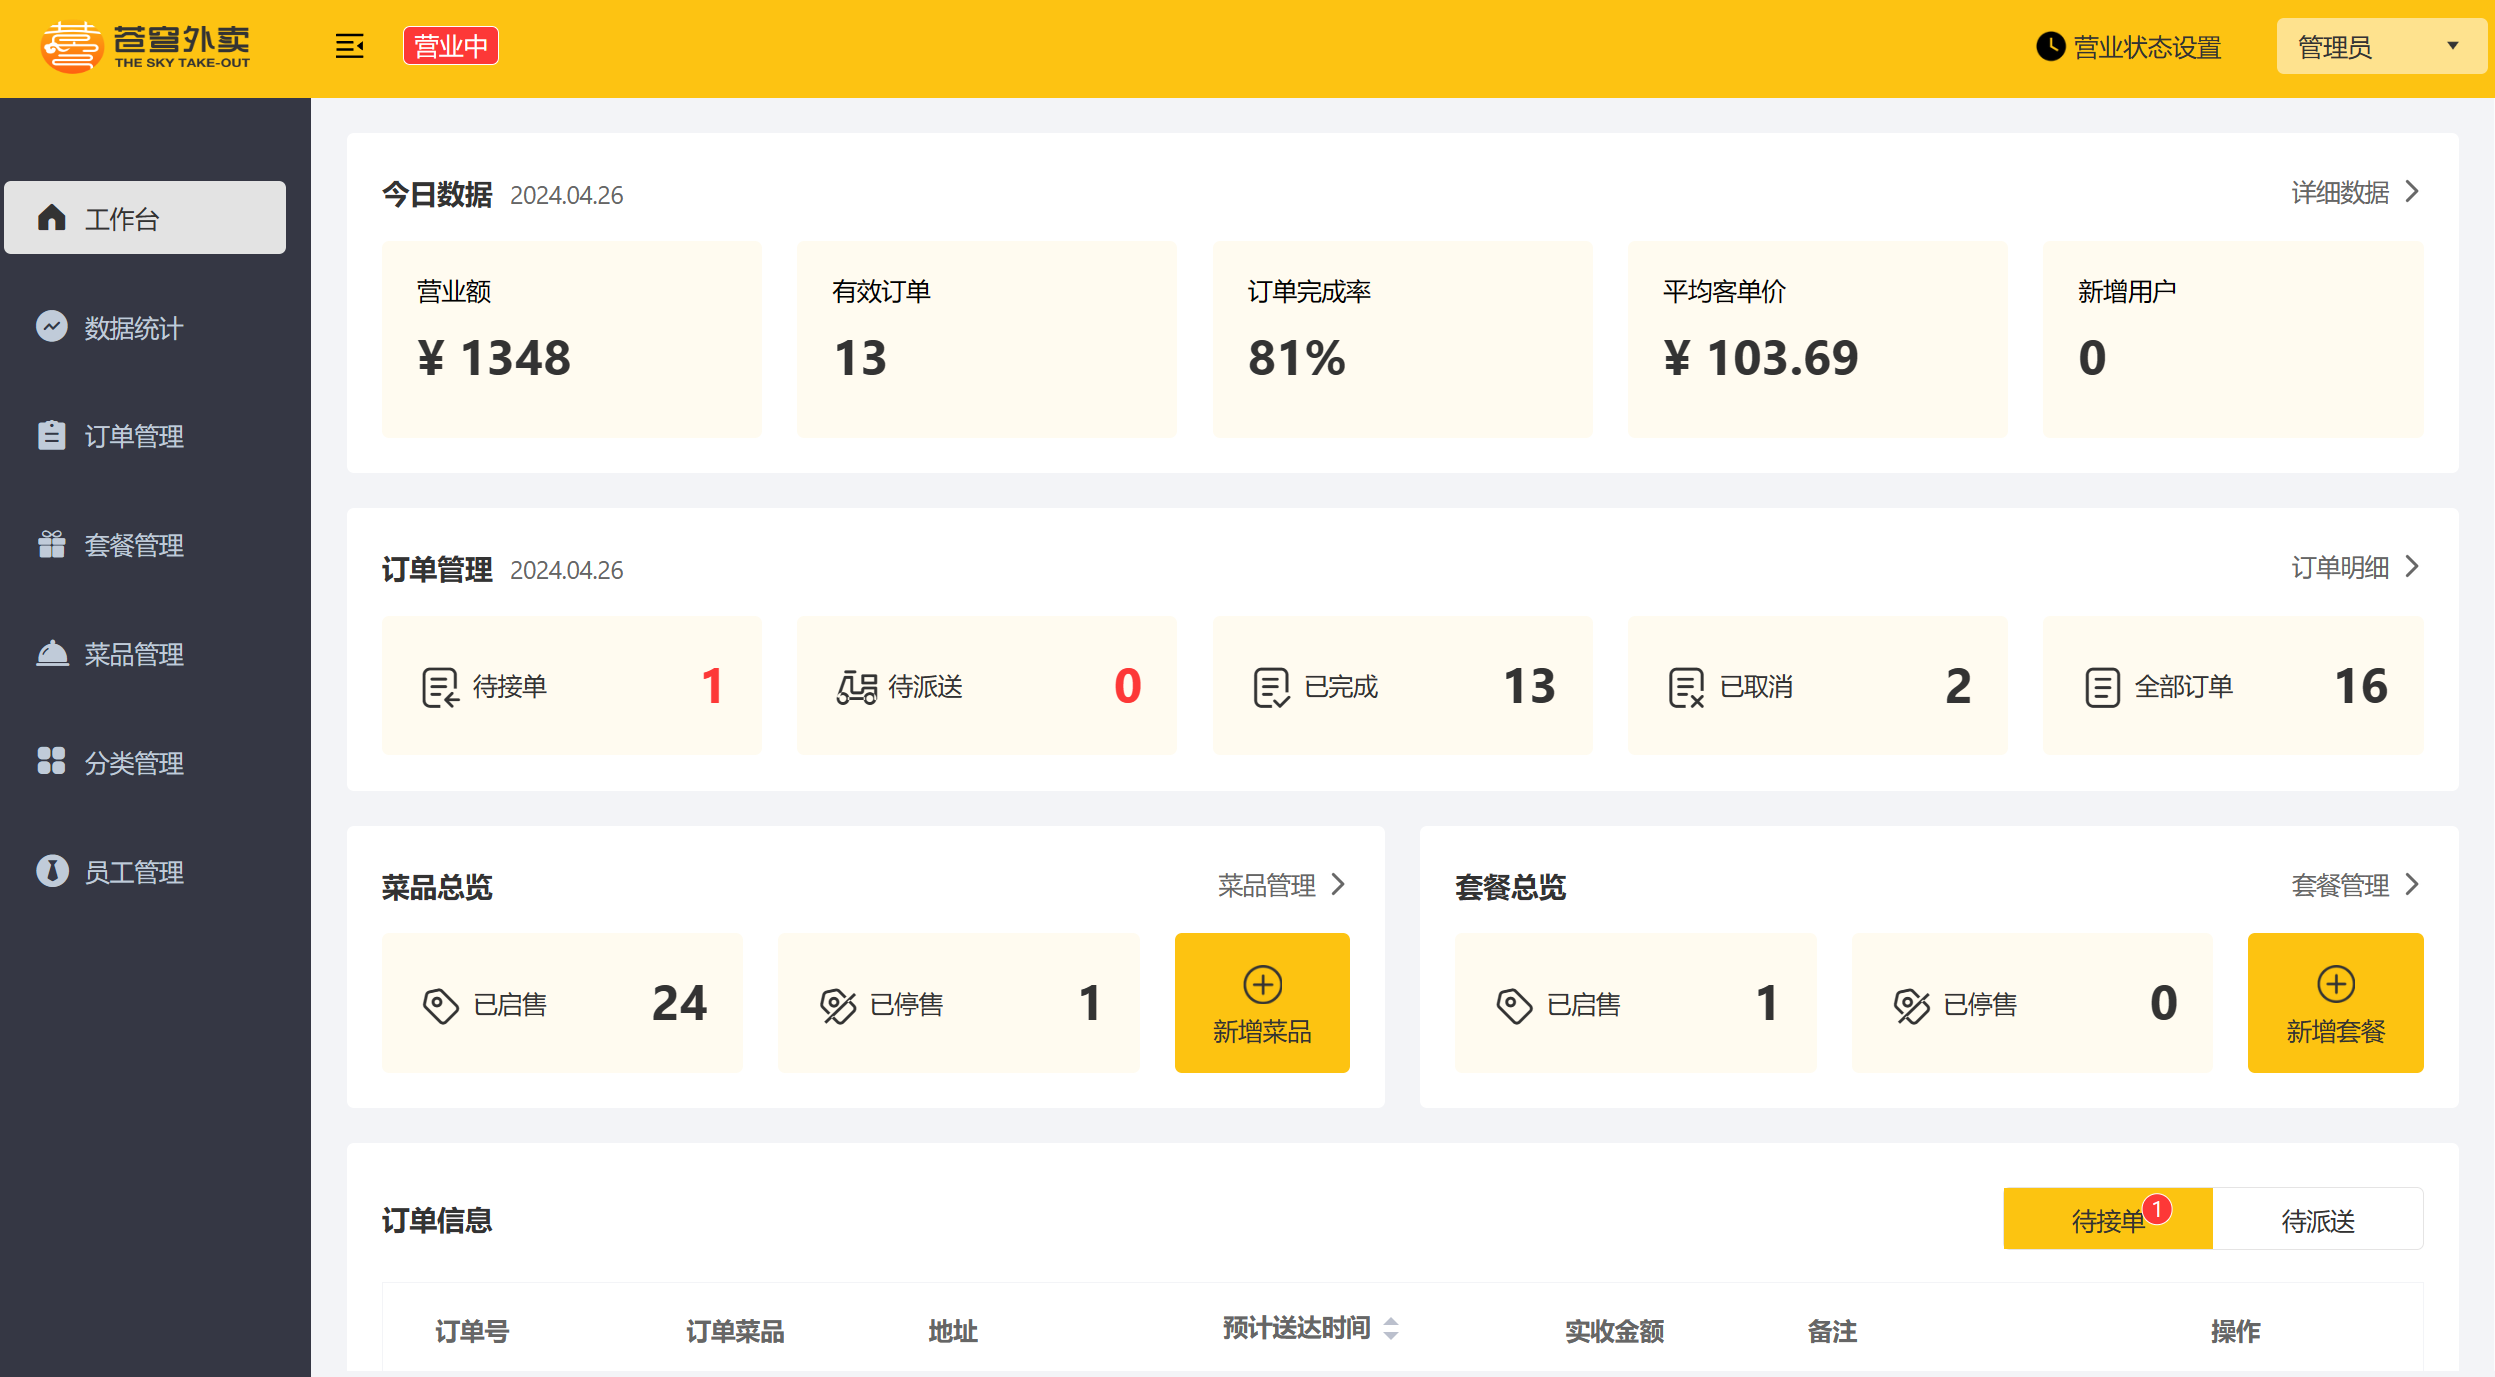 苍穹外卖
THE SKY TAKE-OUT
营业中
营业状态设置
管理员
工作台
数据统计
订单管理
套餐管理
菜品管理
分类管理
员工管理
今日数据 2024.04.26
详细数据
营业额
¥ 1348
有效订单
13
订单完成率
81%
平均客单价
¥ 103.69
新增用户
0
订单管理 2024.04.26
订单明细
待接单 1
待派送 0
已完成 13
已取消 2
全部订单 16
菜品总览
菜品管理
已启售 24
已停售 1
新增菜品
套餐总览
套餐管理
已启售 1
已停售 0
新增套餐
订单信息
待接单 1
待派送
订单号 订单菜品 地址 预计送达时间 实收金额 备注 操作